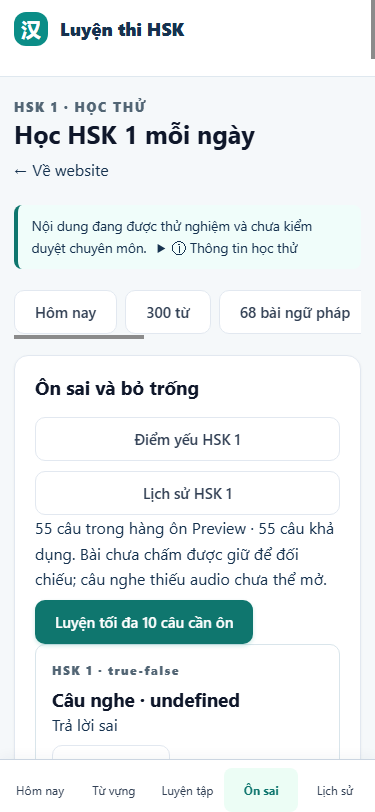 汉 Luyện thi HSK
HSK 1 · HỌC THỬ
Học HSK 1 mỗi ngày
← Về website
Nội dung đang được thử nghiệm và chưa kiểm
duyệt chuyên môn. ▶ ⓘ Thông tin học thử
Hôm nay 300 từ 68 bài ngữ pháp
Ôn sai và bỏ trống
Điểm yếu HSK 1
Lịch sử HSK 1
55 câu trong hàng ôn Preview · 55 câu khả
dụng. Bài chưa chấm được giữ để đối
chiếu; câu nghe thiếu audio chưa thể mở.
Luyện tối đa 10 câu cần ôn
HSK 1 · true-false
Câu nghe · undefined
Trả lời sai
Hôm nay Từ vựng Luyện tập Ôn sai Lịch sử